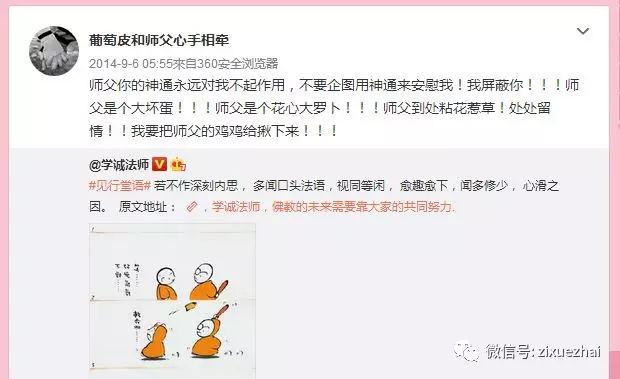 葡萄皮和师父心手相牵
2014-9-6 05:55来自360安全浏览器
师父你的神通永远对我不起作用，不要企图用神通来安慰我！我屏蔽你！！！师
父是个大坏蛋！！！师父是个花心大萝卜！！！师父到处粘花惹草！处处留
情！！我要把师父的鸡鸡给揪下来！！！
@学诚法师
#见行堂语# 若不作深刻内思， 多闻口头法语，视同等闲， 愈趣愈下，闻多修少， 心滑之
因。 原文地址： ，学诚法师，佛教的未来需要靠大家的共同努力.
微信号: zixuezhai